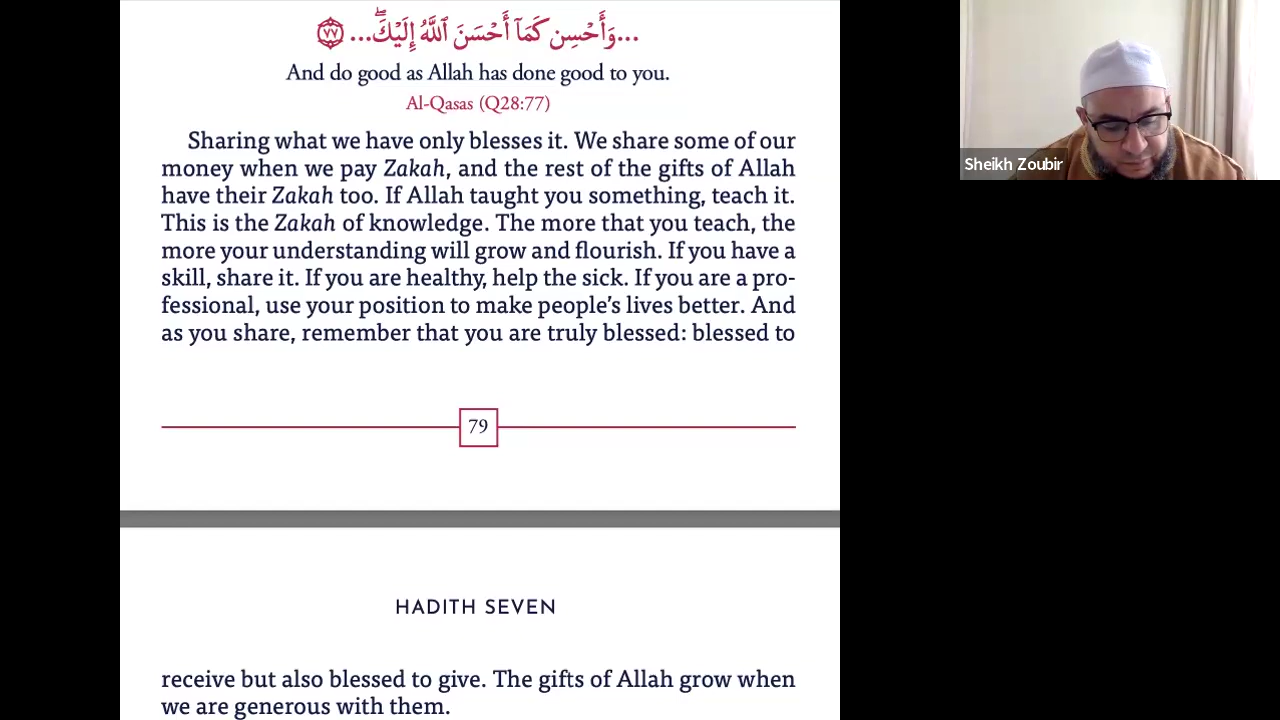 ...وَأَحْسِن كَمَآ أَحْسَنَ ٱللَّهُ إِلَيْكَۖ... ٧٧
And do good as Allah has done good to you.
Al-Qasas (Q28:77)
Sharing what we have only blesses it. We share some of our
money when we pay Zakah, and the rest of the gifts of Allah
have their Zakah too. If Allah taught you something, teach it.
This is the Zakah of knowledge. The more that you teach, the
more your understanding will grow and flourish. If you have a
skill, share it. If you are healthy, help the sick. If you are a pro-
fessional, use your position to make people’s lives better. And
as you share, remember that you are truly blessed: blessed to
79
HADITH SEVEN
receive but also blessed to give. The gifts of Allah grow when
we are generous with them.
Sheikh Zoubir